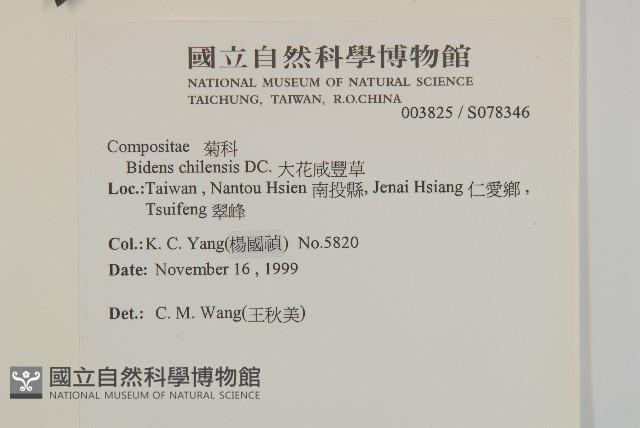 國立自然科學博物館
NATIONAL MUSEUM OF NATURAL SCIENCE
TAICHUNG, TAIWAN, R.O.CHINA
003825 / S078346
Compositae 菊科
Bidens chilensis DC. 大花咸豐草
Loc.:Taiwan , Nantou Hsien 南投縣, Jenai Hsiang 仁愛鄉 ,
Tsuifeng 翠峰
Col.: K. C. Yang(楊國禎) No.5820
Date: November 16 , 1999
Det.: C. M. Wang(王秋美)
國立自然科學博物館
NATIONAL MUSEUM OF NATURAL SCIENCE